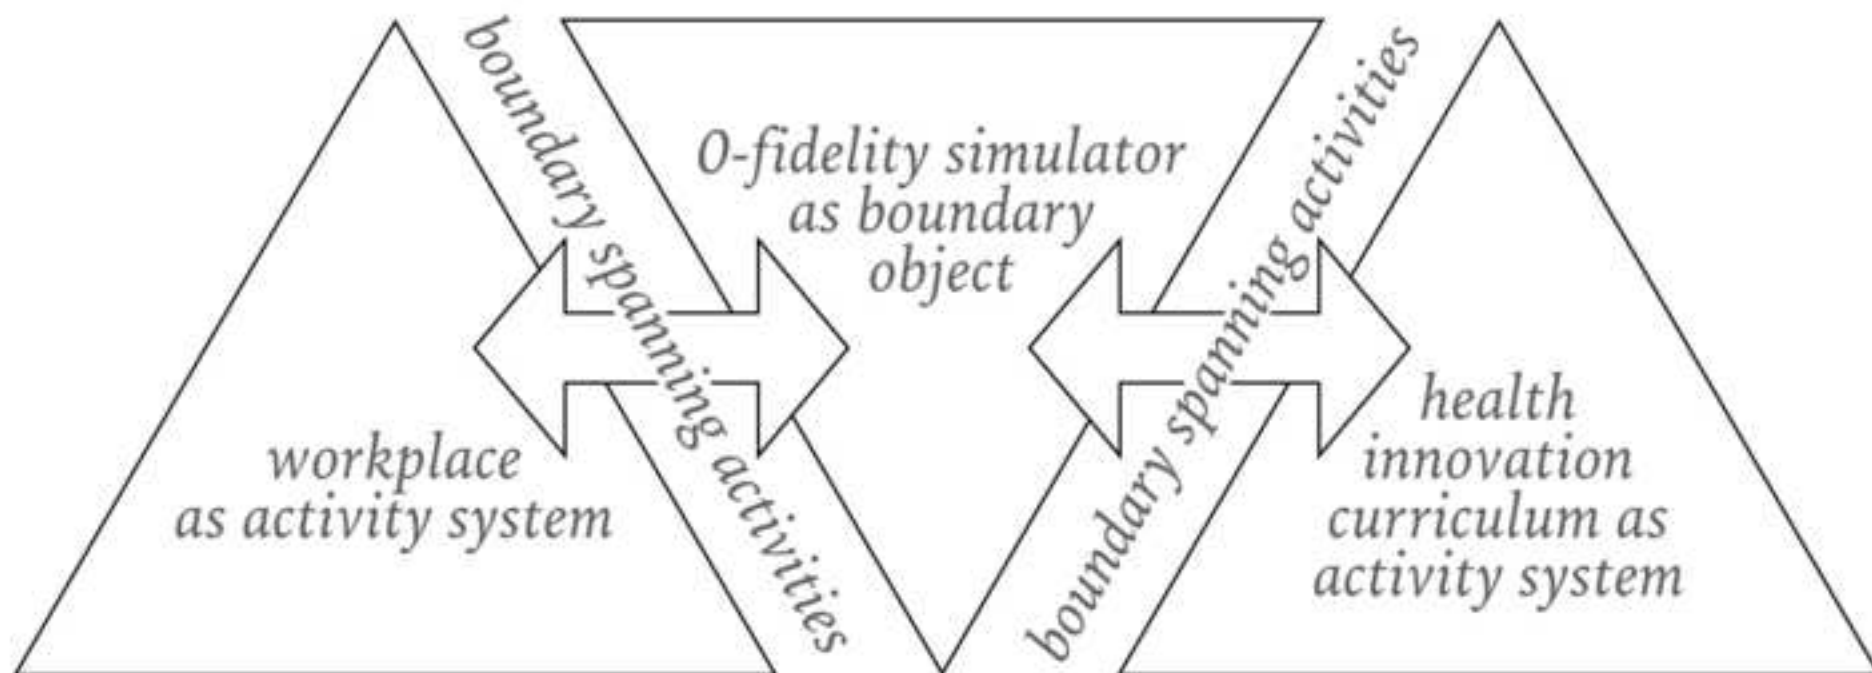 workplace
as activity system
boundary spanning activities
0-fidelity simulator
as boundary
object
boundary spanning activities
health
innovation
curriculum as
activity system